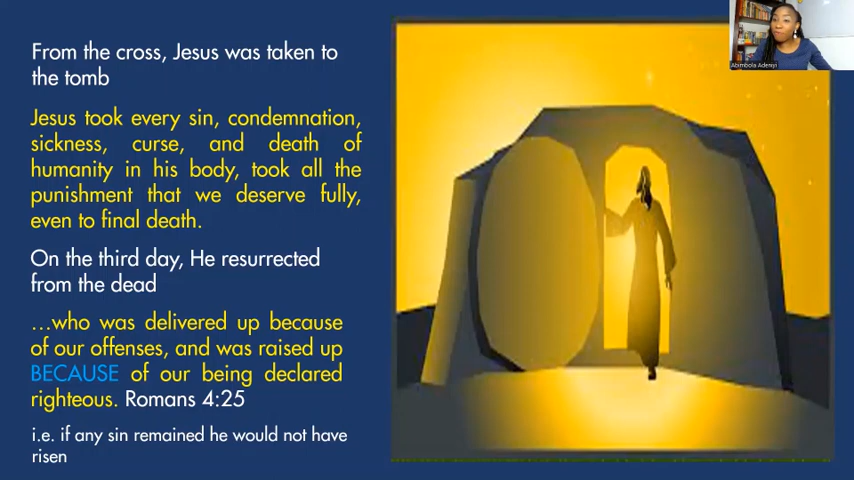 From the cross, Jesus was taken to
the tomb
Jesus took every sin, condemnation,
sickness, curse, and death of
humanity in his body, took all the
punishment that we deserve fully,
even to final death.
On the third day, He resurrected
from the dead
…who was delivered up because
of our offenses, and was raised up
BECAUSE of our being declared
righteous. Romans 4:25
i.e. if any sin remained he would not have
risen
Abimbola Adeniyi